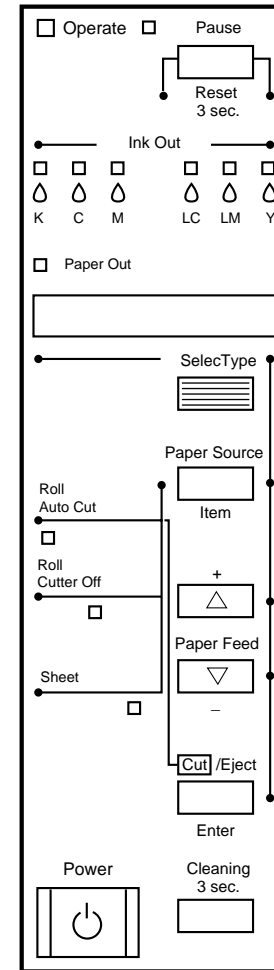 Operate Pause
Reset
3 sec.
Ink Out
K C M LC LM Y
Paper Out
SelecType
Paper Source
Item
Roll
Auto Cut
Roll
Cutter Off
+
Paper Feed
Sheet
–
Cut /Eject
Enter
Power
Cleaning
3 sec.